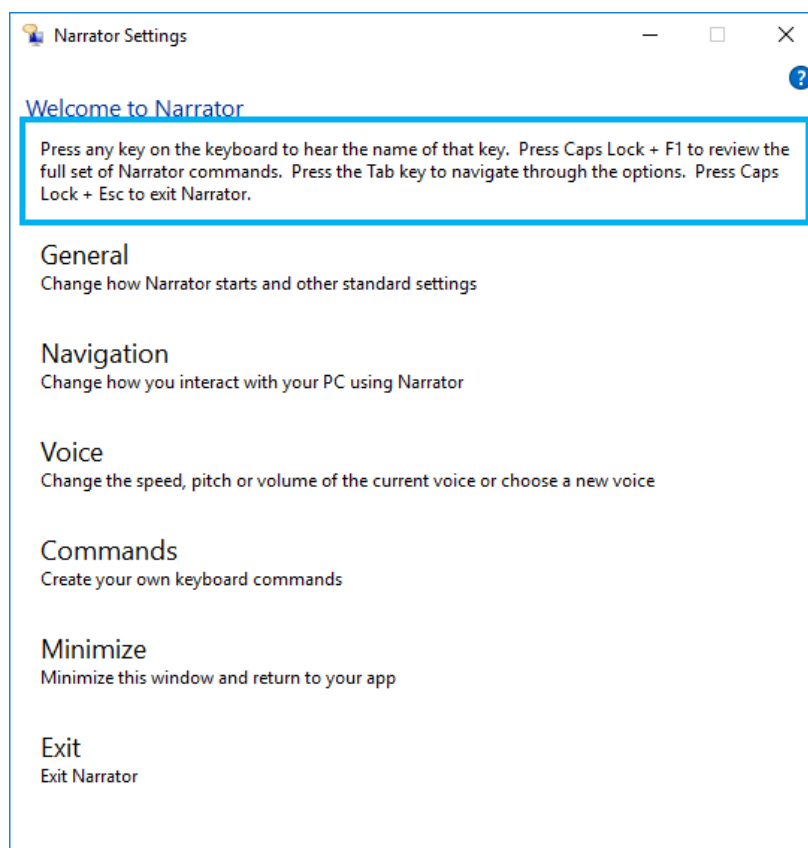 Narrator Settings
?
Welcome to Narrator
Press any key on the keyboard to hear the name of that key.  Press Caps Lock + F1 to review the
full set of Narrator commands.  Press the Tab key to navigate through the options.  Press Caps
Lock + Esc to exit Narrator.
General
Change how Narrator starts and other standard settings
Navigation
Change how you interact with your PC using Narrator
Voice
Change the speed, pitch or volume of the current voice or choose a new voice
Commands
Create your own keyboard commands
Minimize
Minimize this window and return to your app
Exit
Exit Narrator